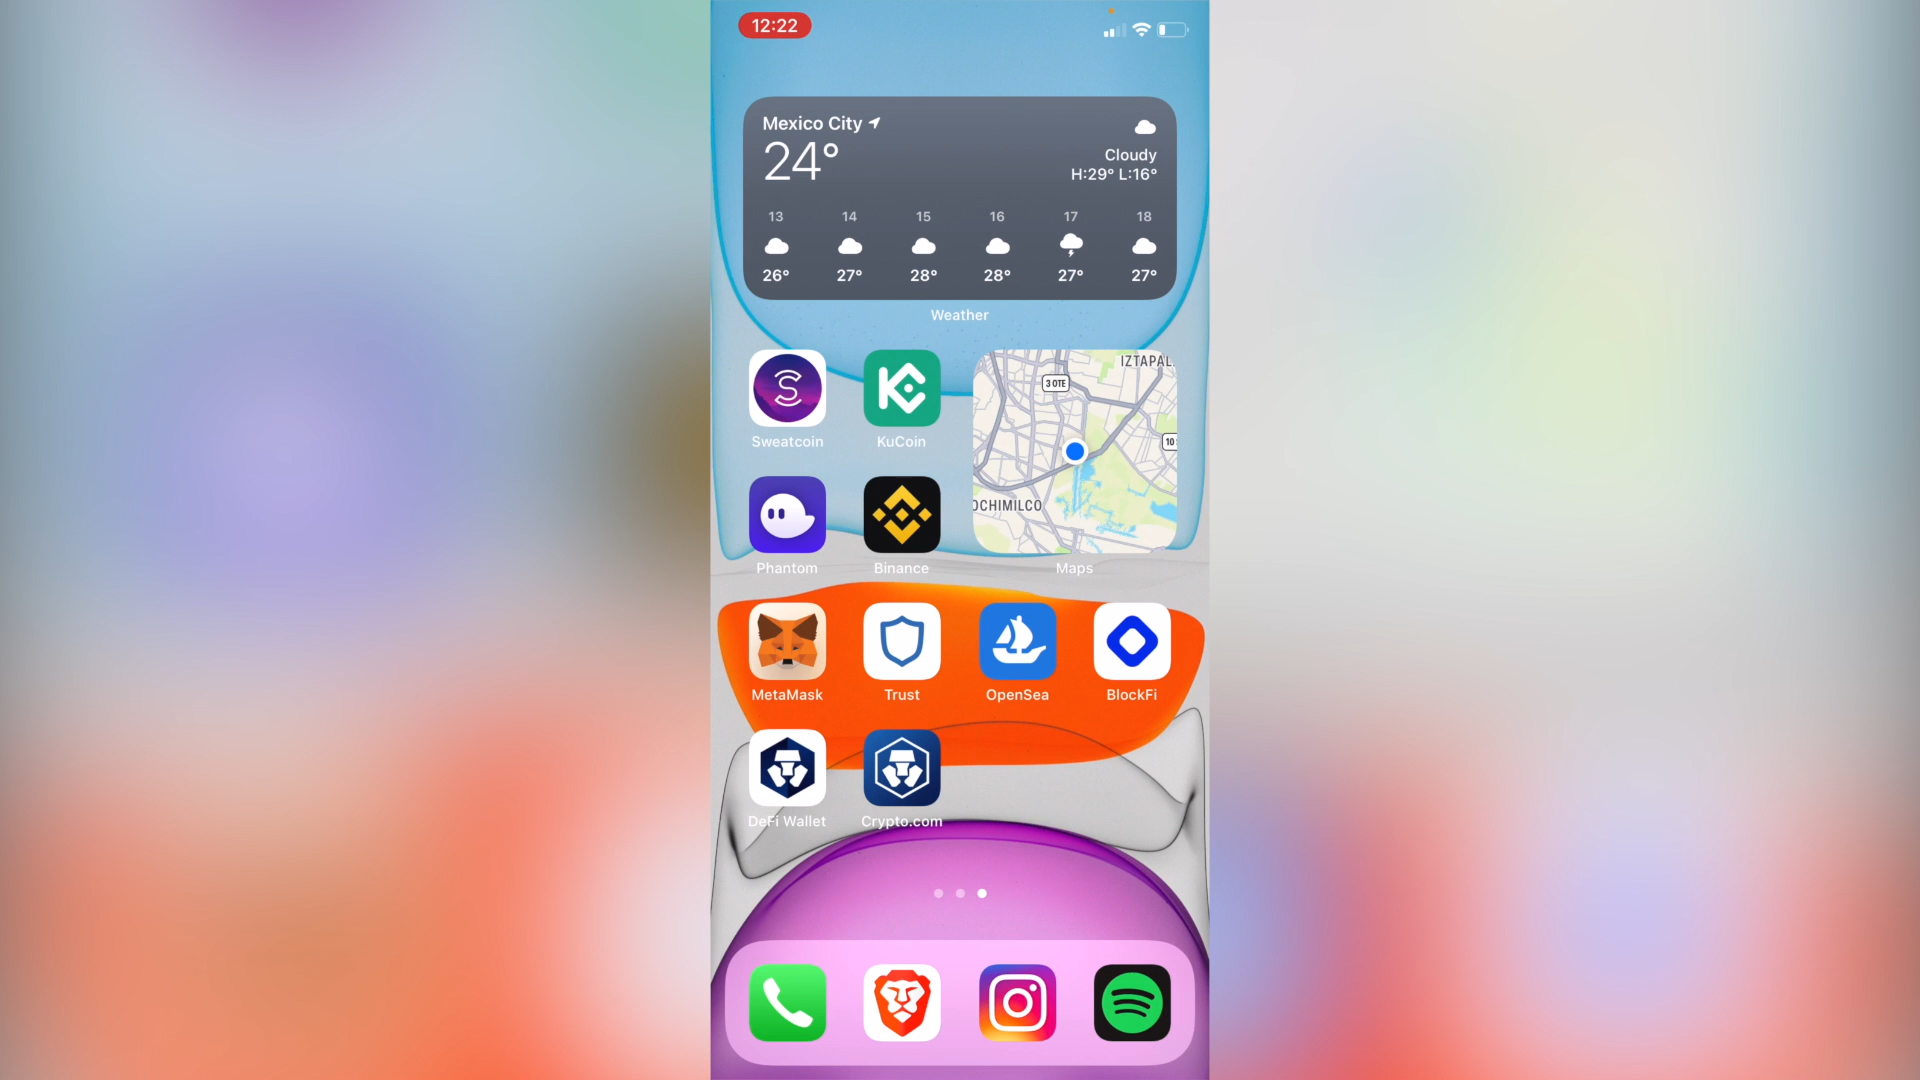 12:22
Mexico City
24°
Cloudy
H:29° L:16°
13 14 15 16 17 18
26° 27° 28° 28° 27° 27°
Weather
IZTAPAL
3 OTE
10
OCHIMILCO
Sweatcoin KuCoin
Phantom Binance Maps
MetaMask Trust OpenSea BlockFi
DeFi Wallet Crypto.com